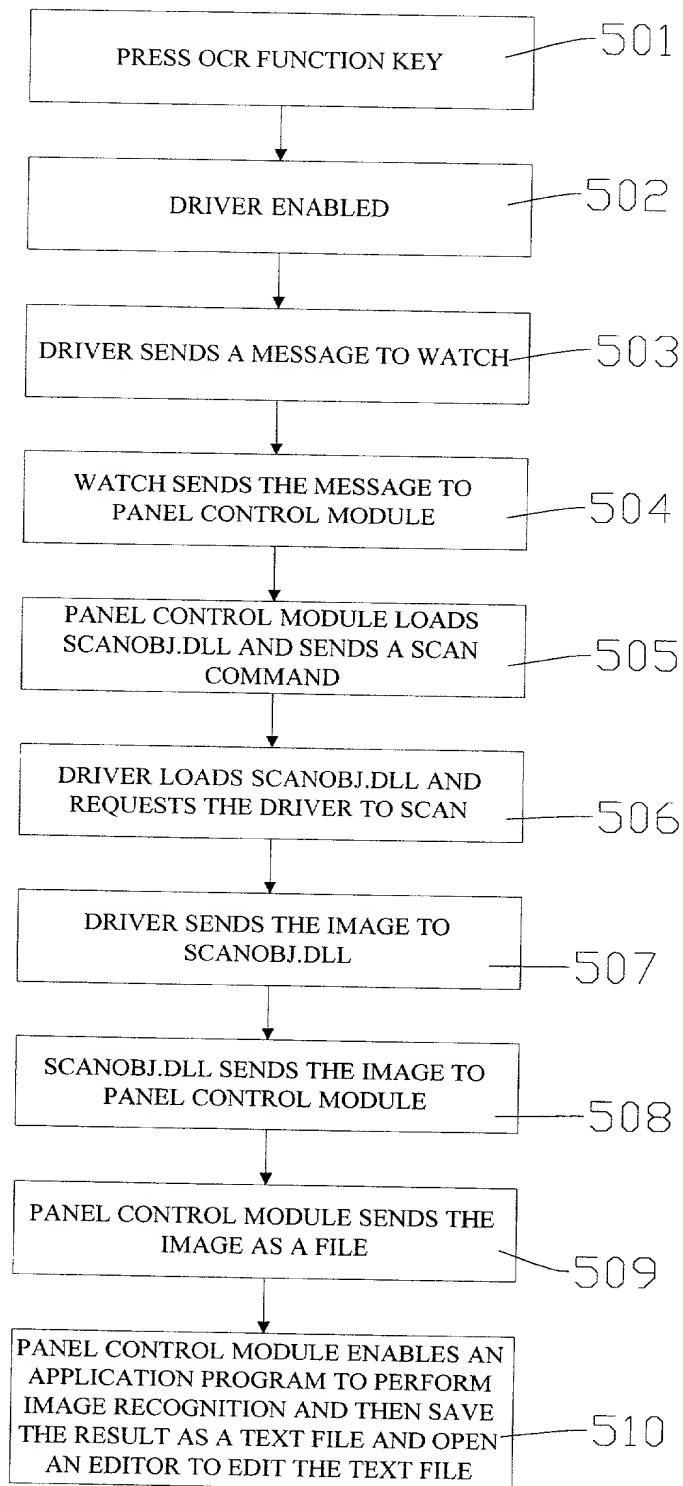 PRESS OCR FUNCTION KEY
501
DRIVER ENABLED
502
DRIVER SENDS A MESSAGE TO WATCH
503
WATCH SENDS THE MESSAGE TO
PANEL CONTROL MODULE
504
PANEL CONTROL MODULE LOADS
SCANOBJ.DLL AND SENDS A SCAN
COMMAND
505
DRIVER LOADS SCANOBJ.DLL AND
REQUESTS THE DRIVER TO SCAN
506
DRIVER SENDS THE IMAGE TO
SCANOBJ.DLL
507
SCANOBJ.DLL SENDS THE IMAGE TO
PANEL CONTROL MODULE
508
PANEL CONTROL MODULE SENDS THE
IMAGE AS A FILE
509
PANEL CONTROL MODULE ENABLES AN
APPLICATION PROGRAM TO PERFORM
IMAGE RECOGNITION AND THEN SAVE
THE RESULT AS A TEXT FILE AND OPEN
AN EDITOR TO EDIT THE TEXT FILE
510